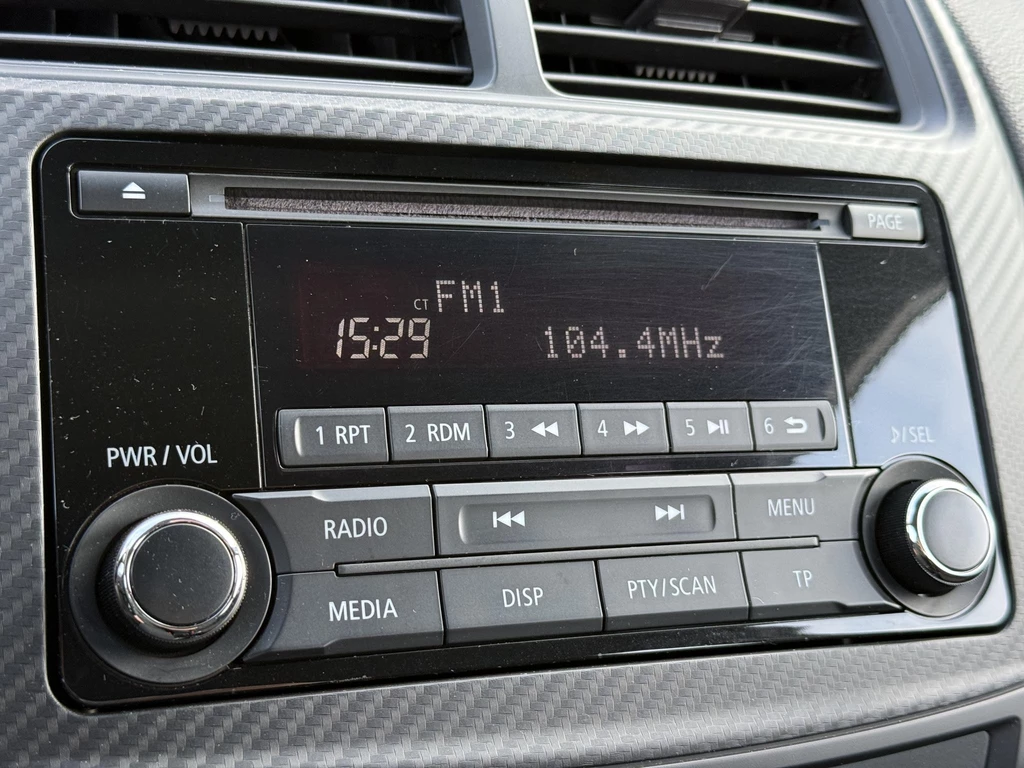 PAGE
CT FM1
15:29 104.4MHz
1 RPT 2 RDM 3 4 5 6
PWR / VOL
/SEL
RADIO
MENU
MEDIA DISP PTY/SCAN TP